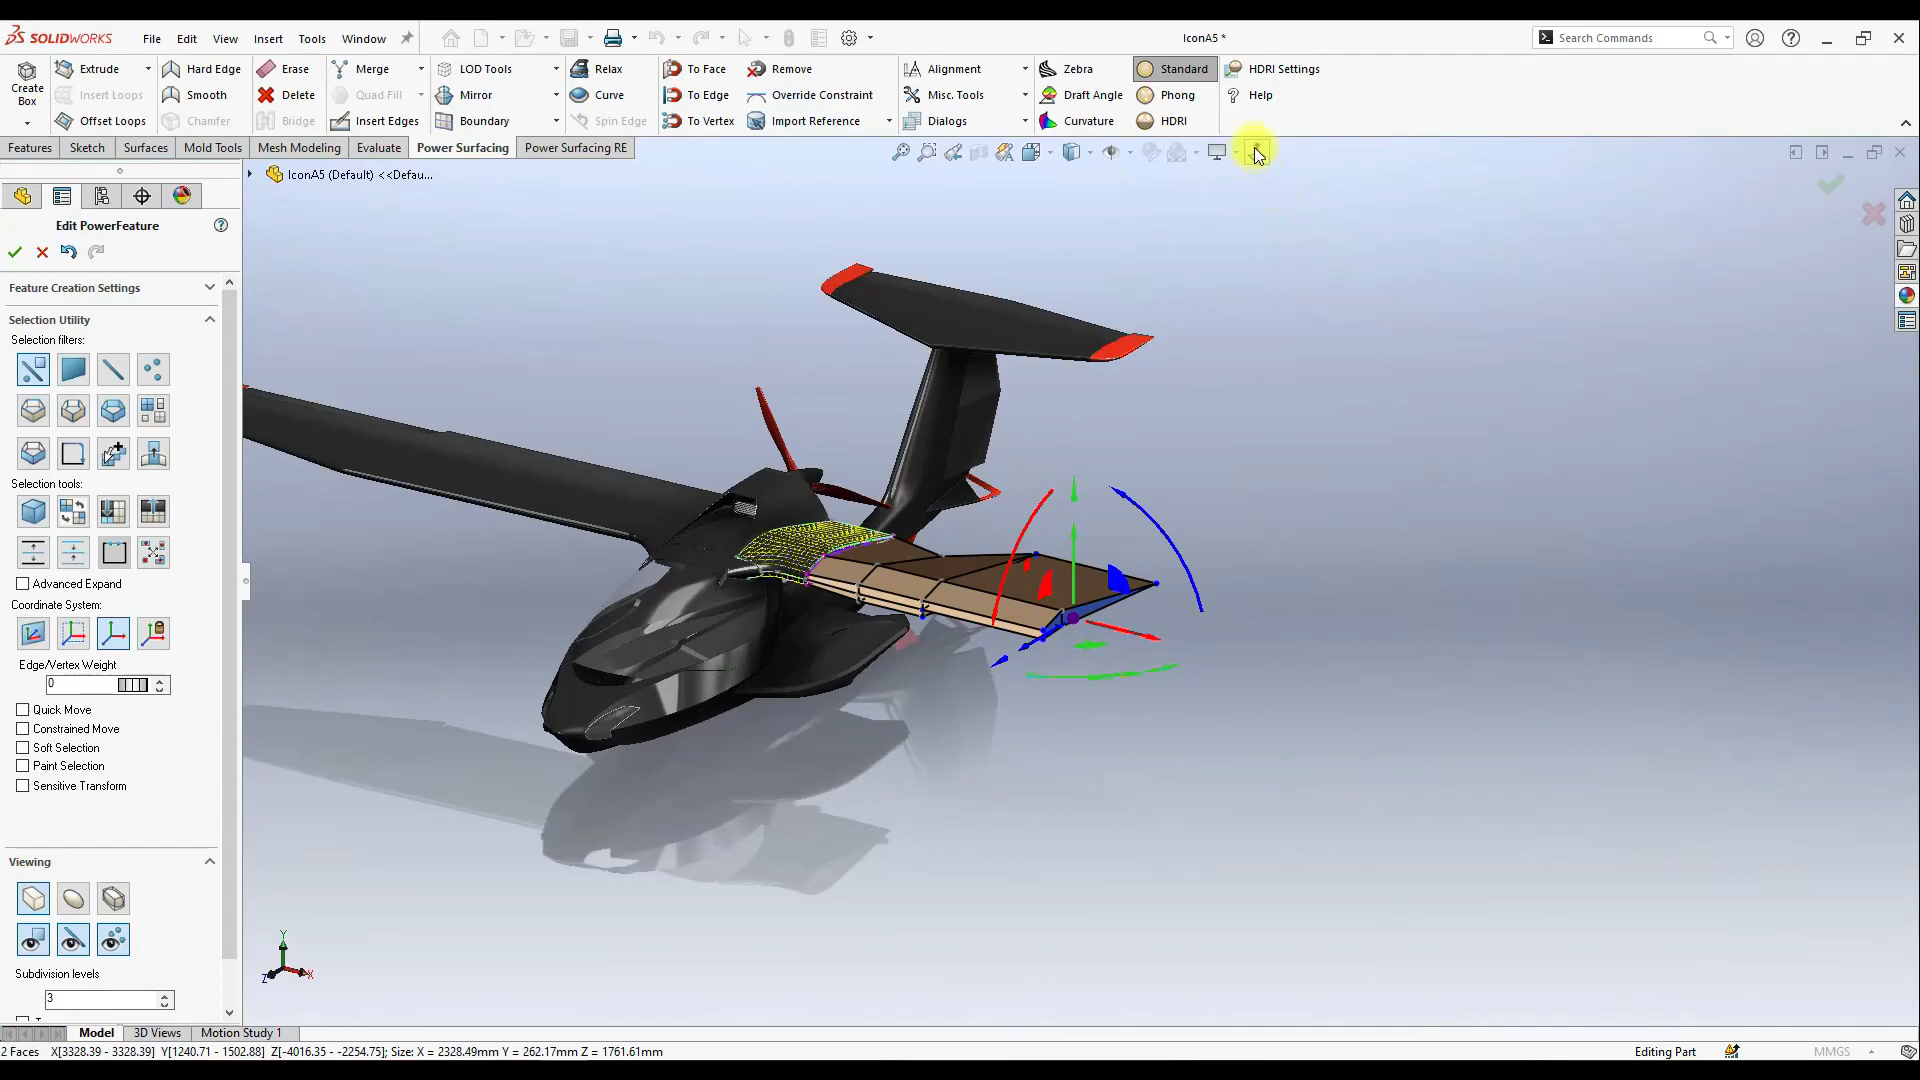 SOLIDWORKS File Edit View Insert Tools Window IconA5 * Search Commands
Create Box
Extrude Hard Edge Erase Merge LOD Tools Relax To Face Remove Alignment Zebra Standard HDRI Settings
Insert Loops Smooth Delete Quad Fill Mirror Curve To Edge Override Constraint Misc. Tools Draft Angle Phong Help
Offset Loops Chamfer Bridge Insert Edges Boundary Spin Edge To Vertex Import Reference Dialogs Curvature HDRI
Features Sketch Surfaces Mold Tools Mesh Modeling Evaluate Power Surfacing Power Surfacing RE
IconA5 (Default) <<Defau...
Edit PowerFeature
Feature Creation Settings
Selection Utility
Selection filters:
Selection tools:
Advanced Expand
Coordinate System:
Edge/Vertex Weight
0
Quick Move
Constrained Move
Soft Selection
Paint Selection
Sensitive Transform
Viewing
Subdivision levels
3
Y
Z X
Model 3D Views Motion Study 1
2 Faces X[3328.39 - 3328.39] Y[1240.71 - 1502.88] Z[-4016.35 - -2254.75]; Size: X = 2328.49mm Y = 262.17mm Z = 1761.61mm Editing Part MMGS